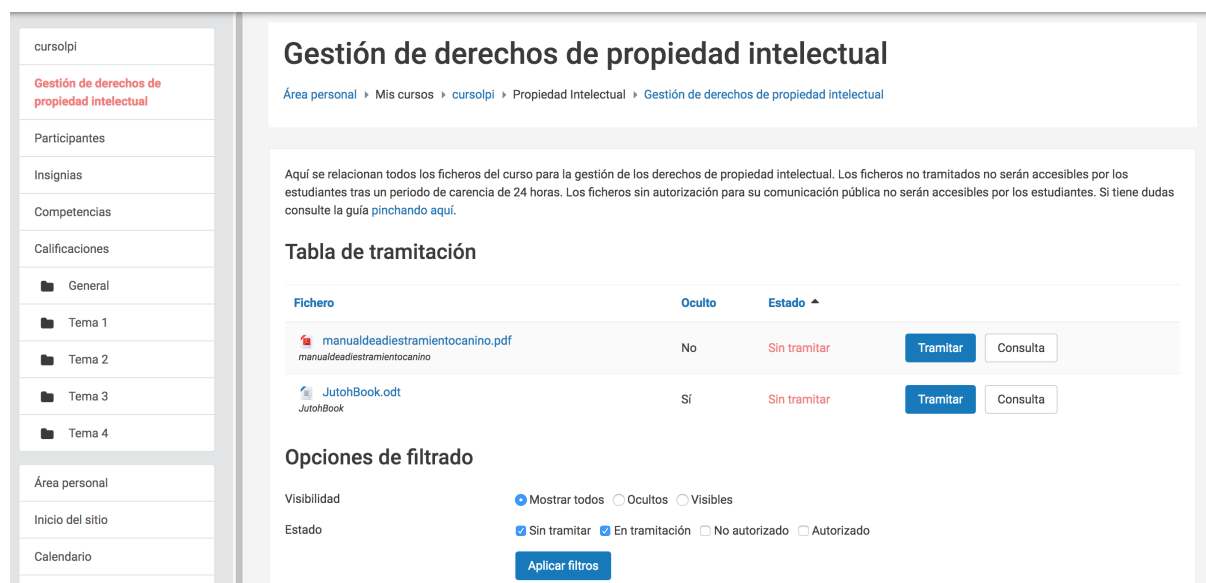 cursolpi
Gestión de derechos de
propiedad intelectual
Participantes
Insignias
Competencias
Calificaciones
General
Tema 1
Tema 2
Tema 3
Tema 4
Área personal
Inicio del sitio
Calendario
Gestión de derechos de propiedad intelectual
Área personal Mis cursos cursolpi Propiedad Intelectual Gestión de derechos de propiedad intelectual
Aquí se relacionan todos los ficheros del curso para la gestión de los derechos de propiedad intelectual. Los ficheros no tramitados no serán accesibles por los
estudiantes tras un periodo de carencia de 24 horas. Los ficheros sin autorización para su comunicación pública no serán accesibles por los estudiantes. Si tiene dudas
consulte la guía pinchando aquí.
Tabla de tramitación
Fichero Oculto Estado
manualdeadiestramientocanino.pdf No Sin tramitar Tramitar Consulta
manualdeadiestramientocanino
JutohBook.odt Sí Sin tramitar Tramitar Consulta
JutohBook
Opciones de filtrado
Visibilidad Mostrar todos Ocultos Visibles
Estado Sin tramitar En tramitación No autorizado Autorizado
Aplicar filtros